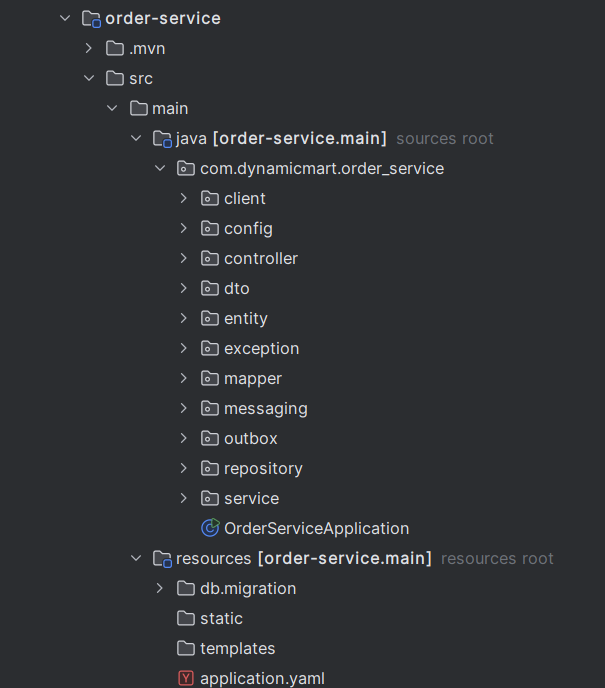 order-service
.mvn
src
main
java [order-service.main] sources root
com.dynamicmart.order_service
client
config
controller
dto
entity
exception
mapper
messaging
outbox
repository
service
OrderServiceApplication
resources [order-service.main] resources root
db.migration
static
templates
application.yaml